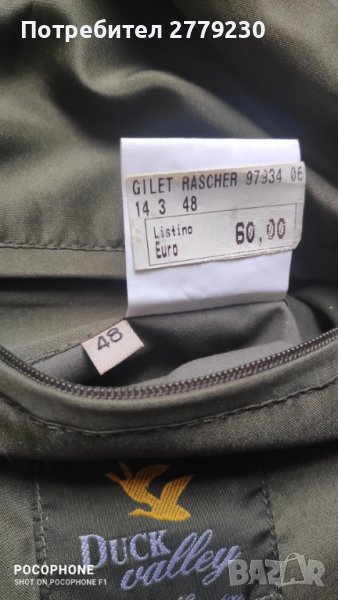 Потребител 2779230
GILET RASCHER 97934 06
14 3 48
Listino
Euro
60,00
48
DUCK
valley
POCOPHONE
SHOT ON POCOPHONE F1
BAZAR